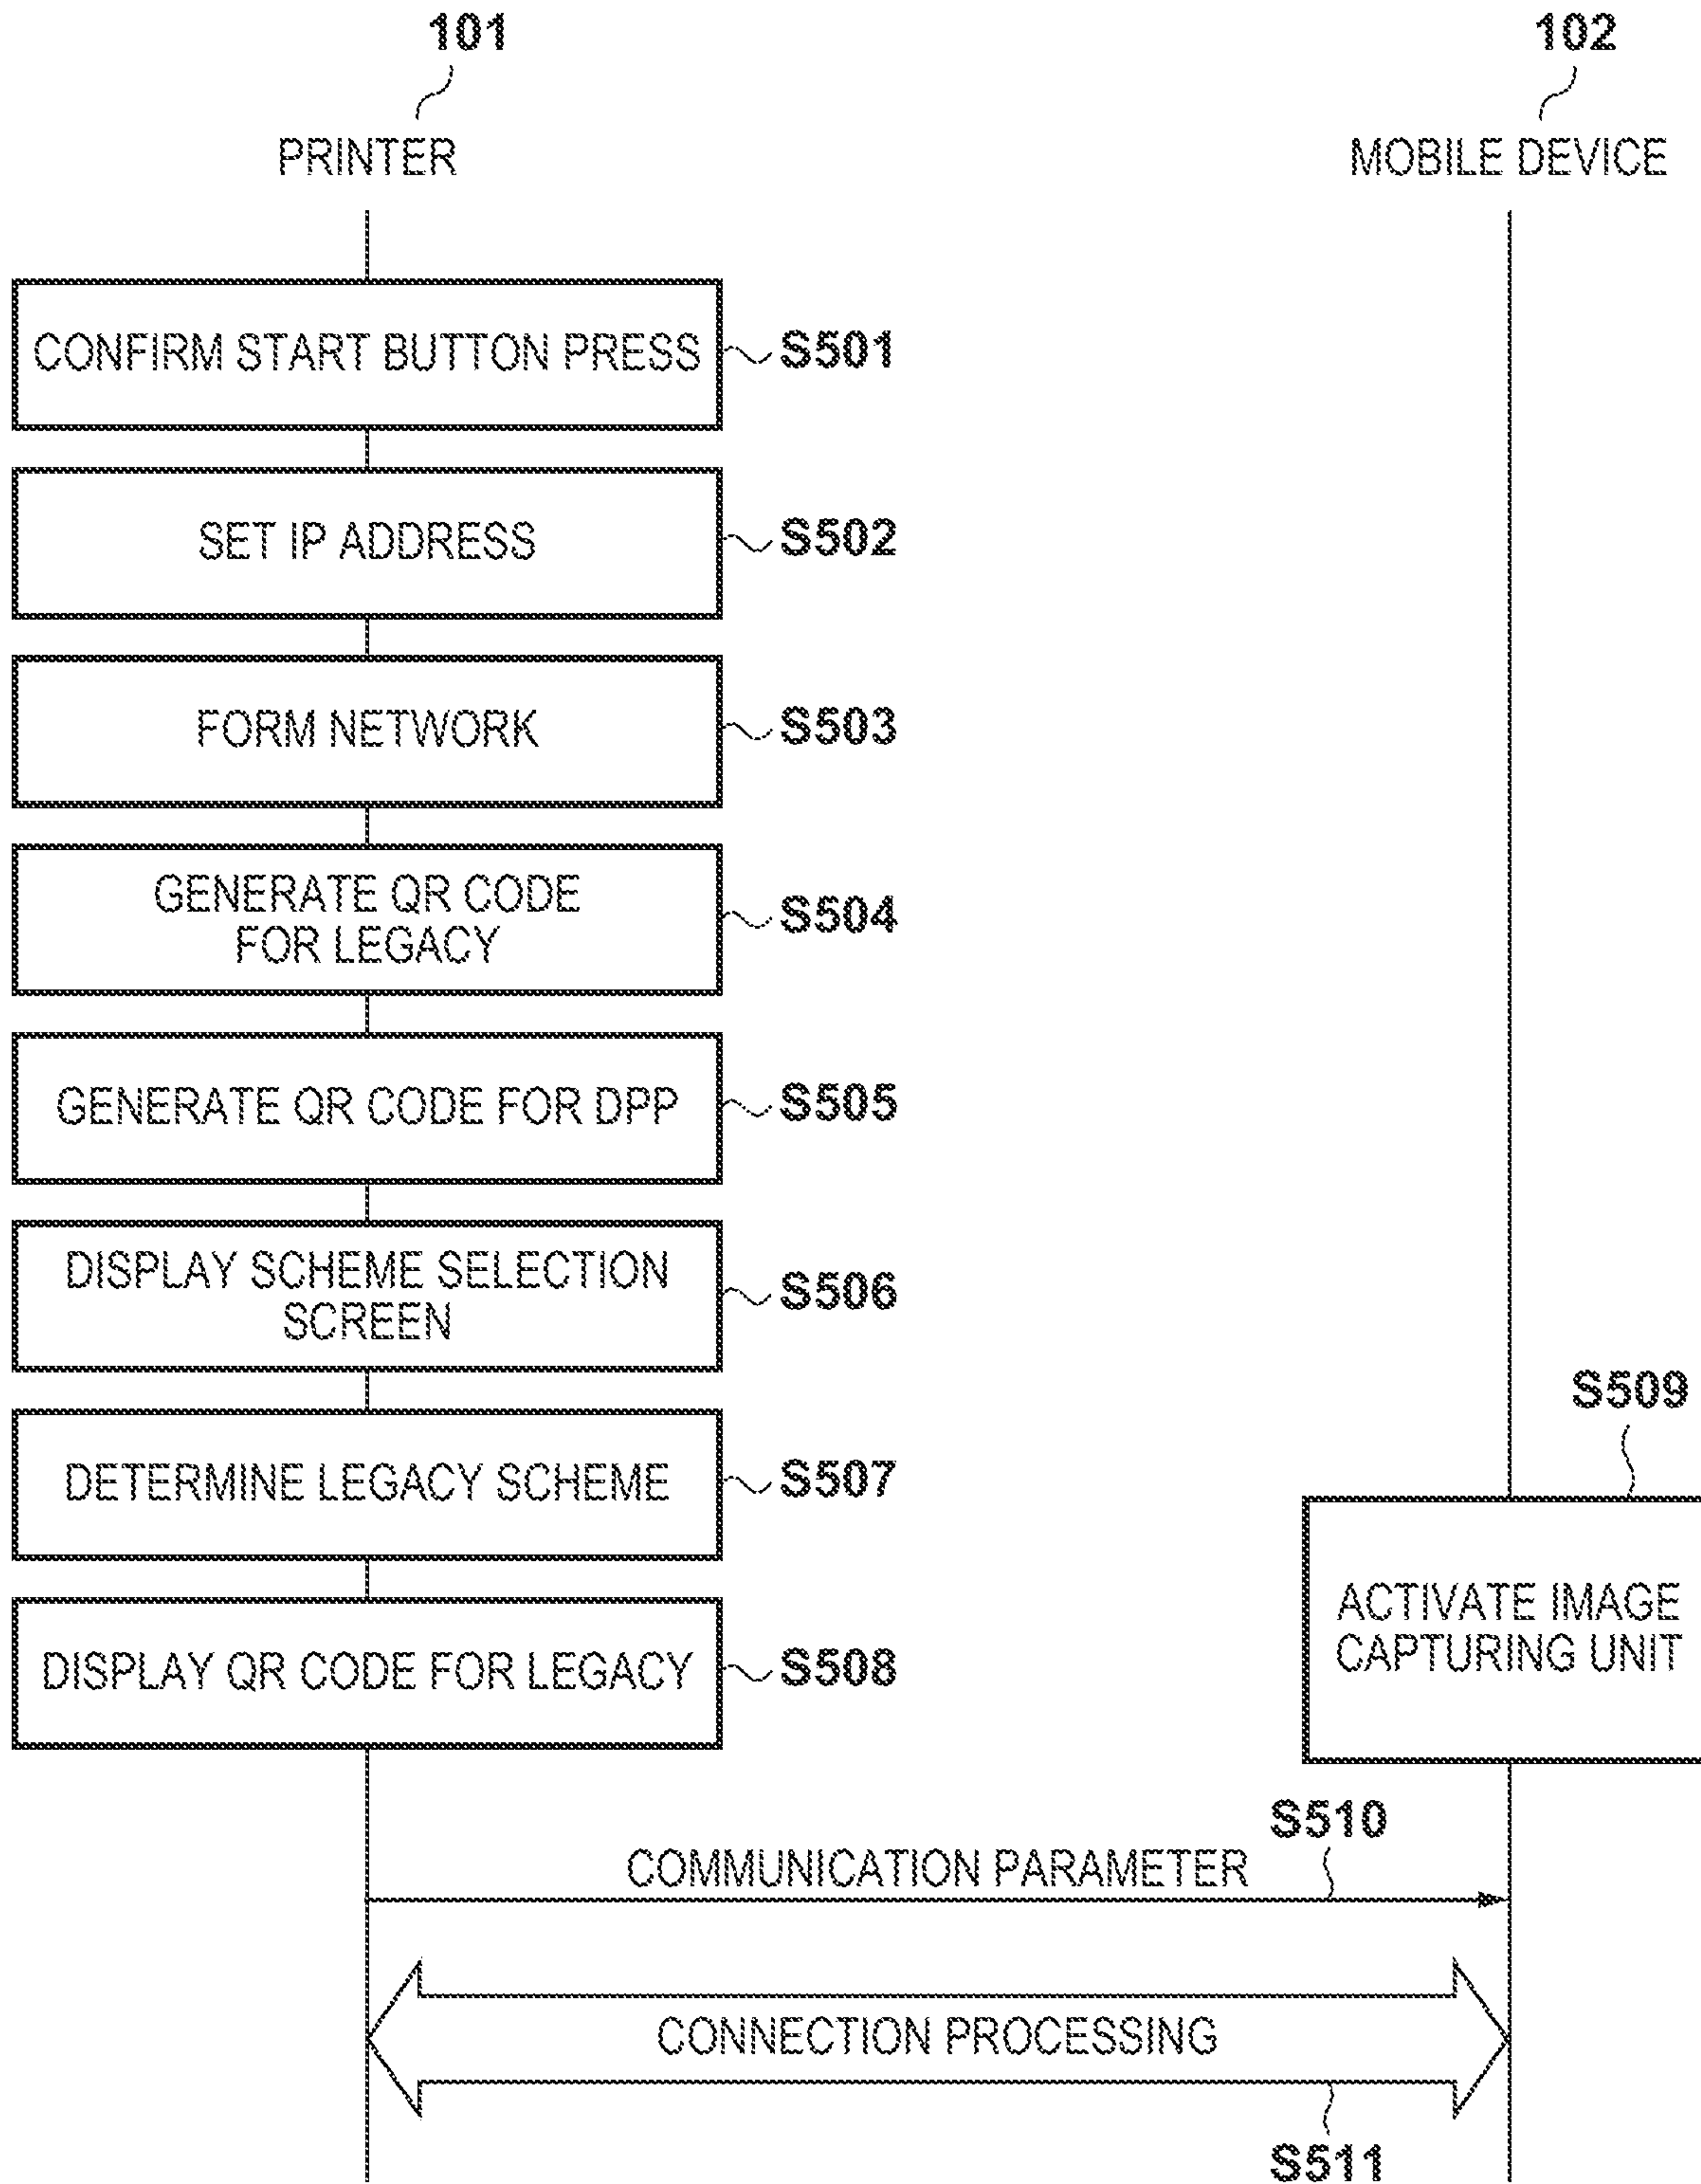 101
102
PRINTER
MOBILE DEVICE
CONFIRM START BUTTON PRESS
S501
SET IP ADDRESS
S502
FORM NETWORK
S503
GENERATE QR CODE
FOR LEGACY
S504
GENERATE QR CODE FOR DPP
S505
DISPLAY SCHEME SELECTION
SCREEN
S506
DETERMINE LEGACY SCHEME
S507
S509
DISPLAY QR CODE FOR LEGACY
S508
ACTIVATE IMAGE
CAPTURING UNIT
S510
COMMUNICATION PARAMETER
CONNECTION PROCESSING
S511